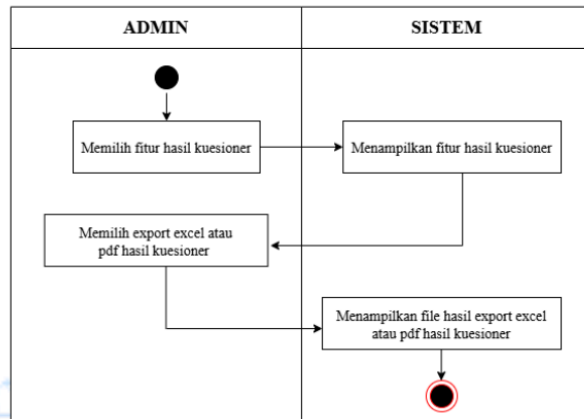 ADMIN
SISTEM
Memilih fitur hasil kuesioner
Menampilkan fitur hasil kuesioner
Memilih export excel atau
pdf hasil kuesioner
Menampilkan file hasil export excel
atau pdf hasil kuesioner